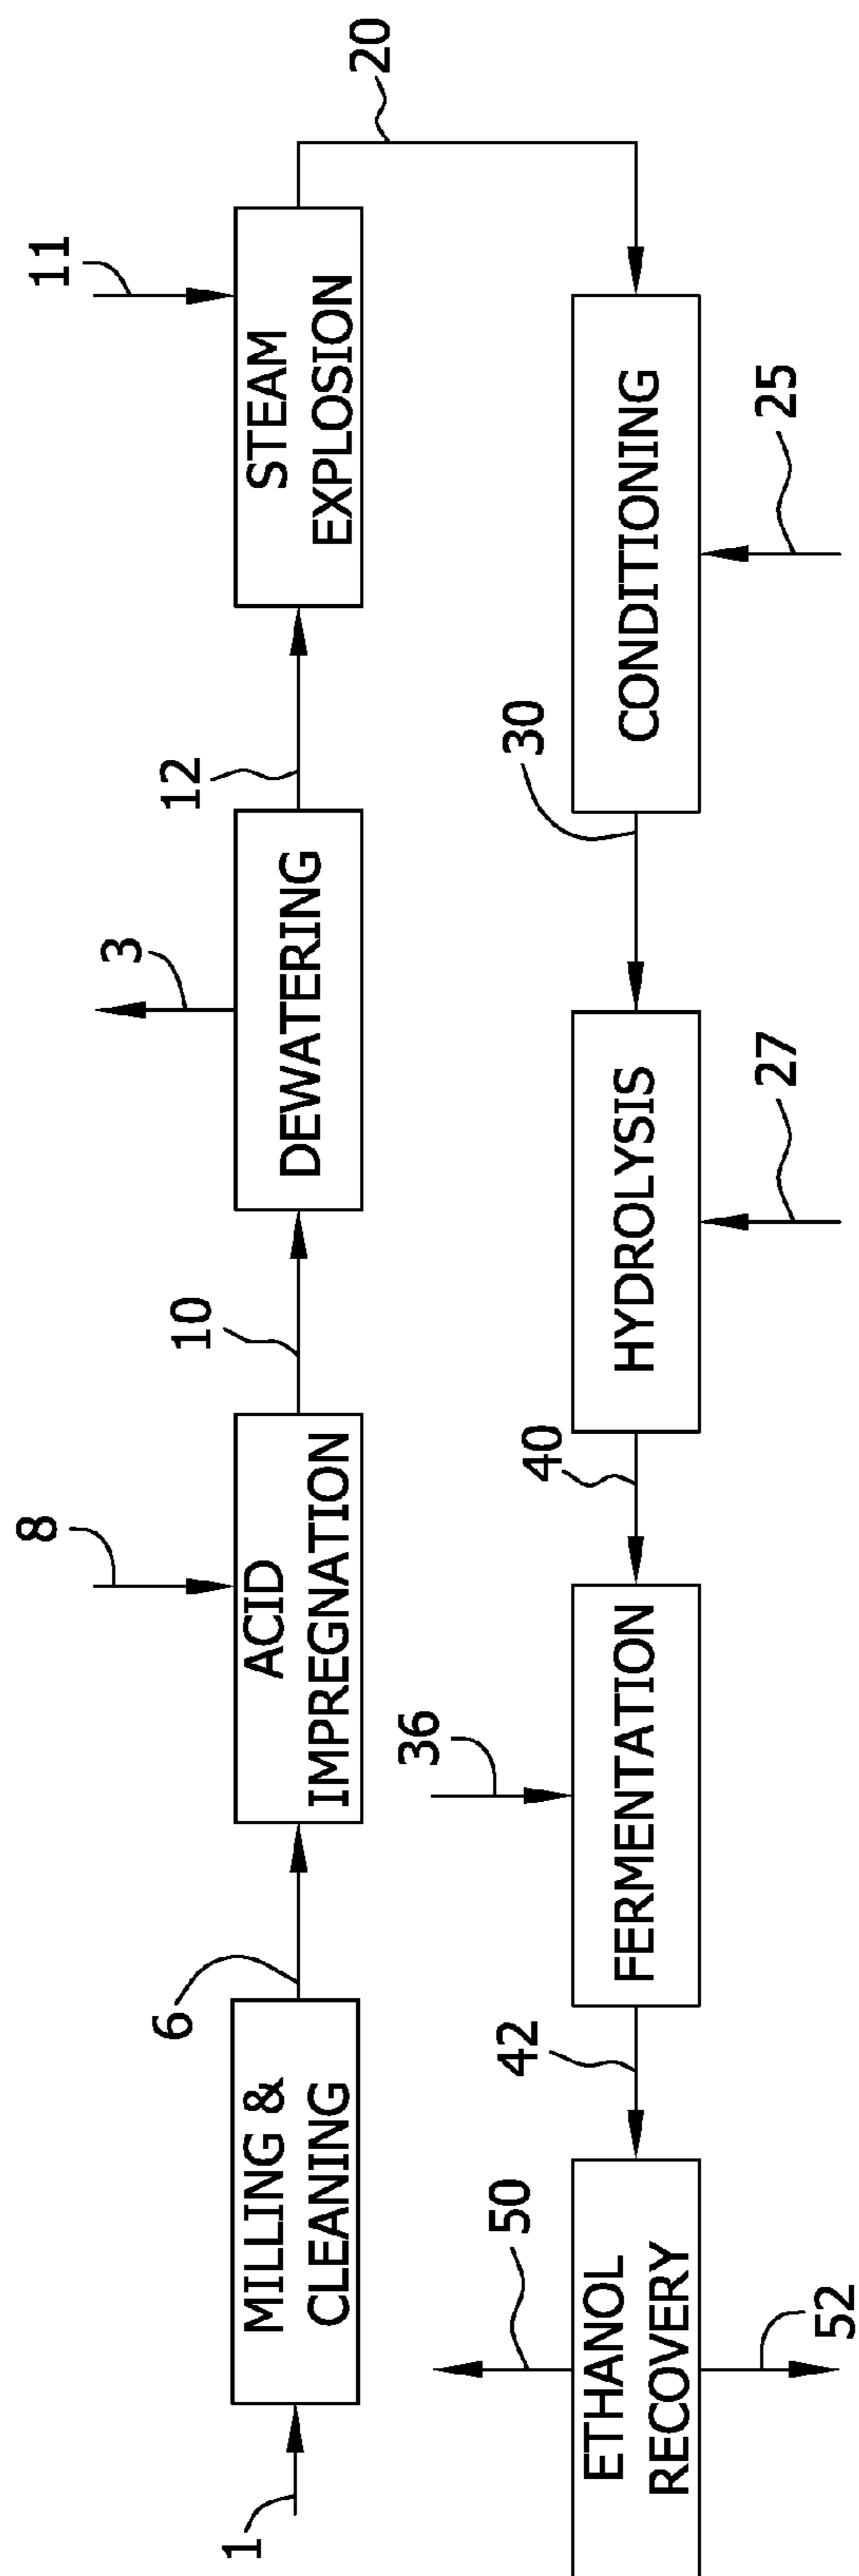 1
MILLING &
CLEANING
6
8
ACID
IMPREGNATION
10
3
DEWATERING
12
11
STEAM
EXPLOSION
20
50
ETHANOL
RECOVERY
52
42
36
FERMENTATION
40
HYDROLYSIS
27
30
CONDITIONING
25